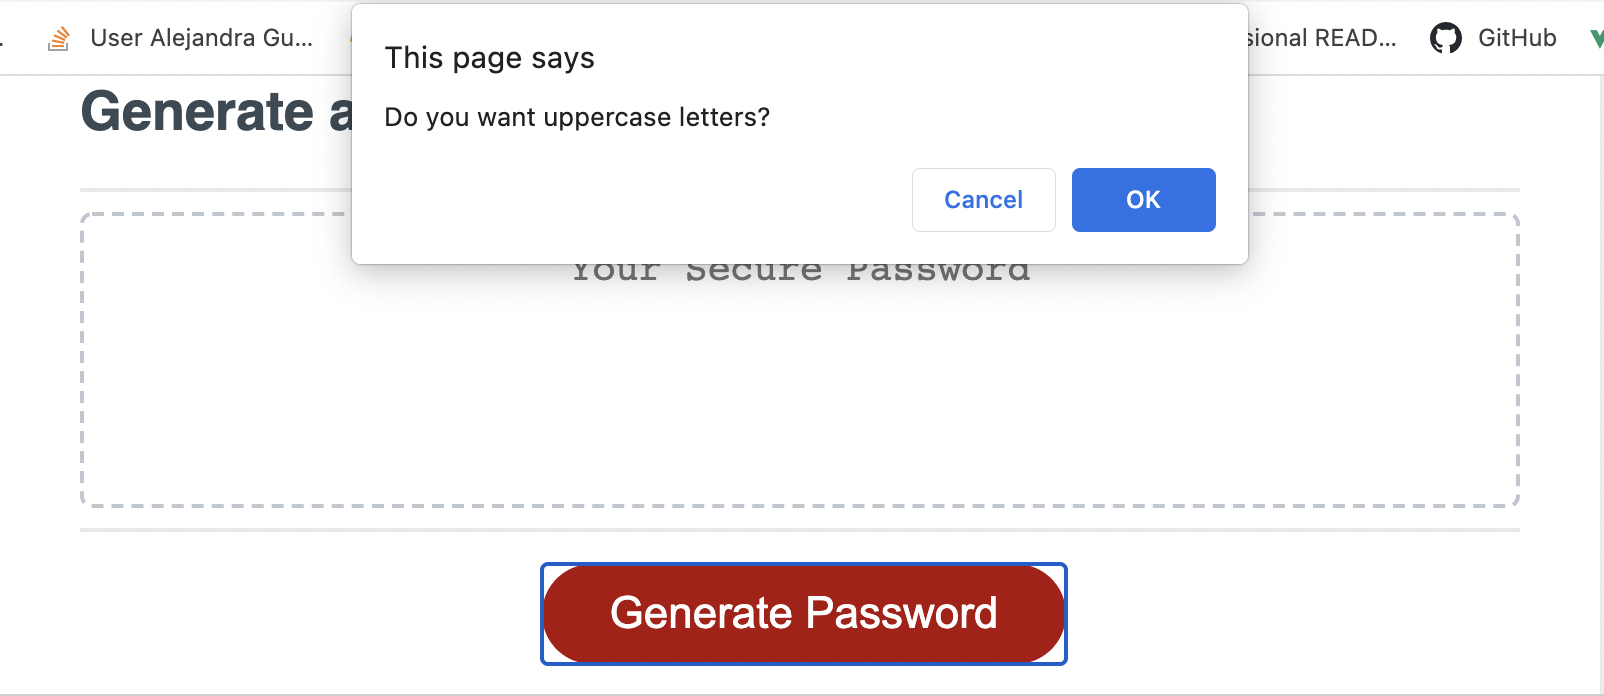 User Alejandra Gu...
READ...
GitHub
This page says
Do you want uppercase letters?
Cancel
OK
Generate
Your Secure Password
Generate Password